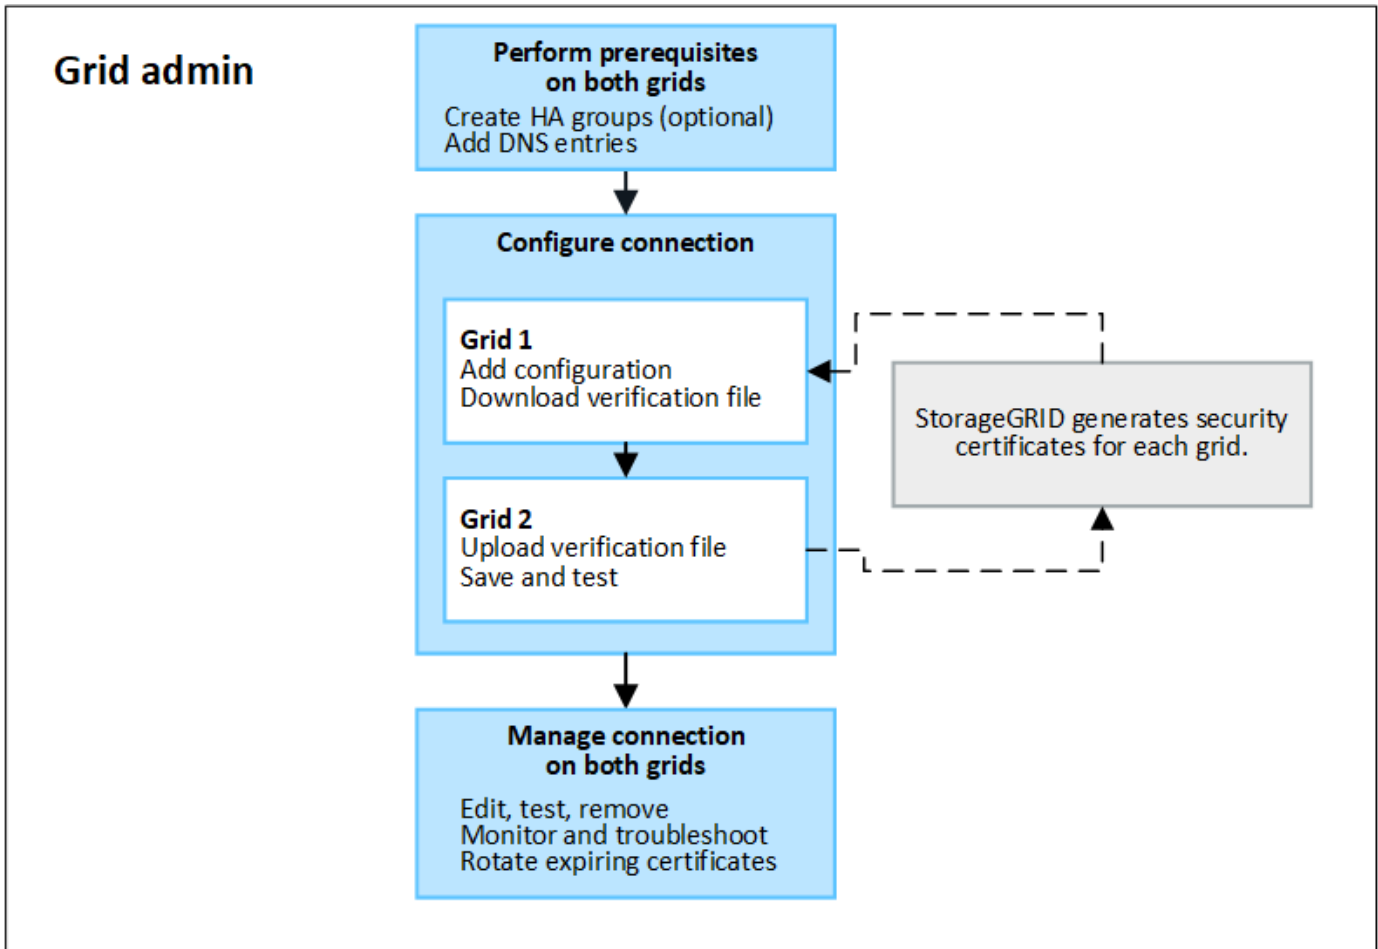 Grid admin
Perform prerequisites
on both grids
Create HA groups (optional)
Add DNS entries
Configure connection
Grid 1
Add configuration
Download verification file
StorageGRID generates security
certificates for each grid.
Grid 2
Upload verification file
Save and test
Manage connection
on both grids
Edit, test, remove
Monitor and troubleshoot
Rotate expiring certificates